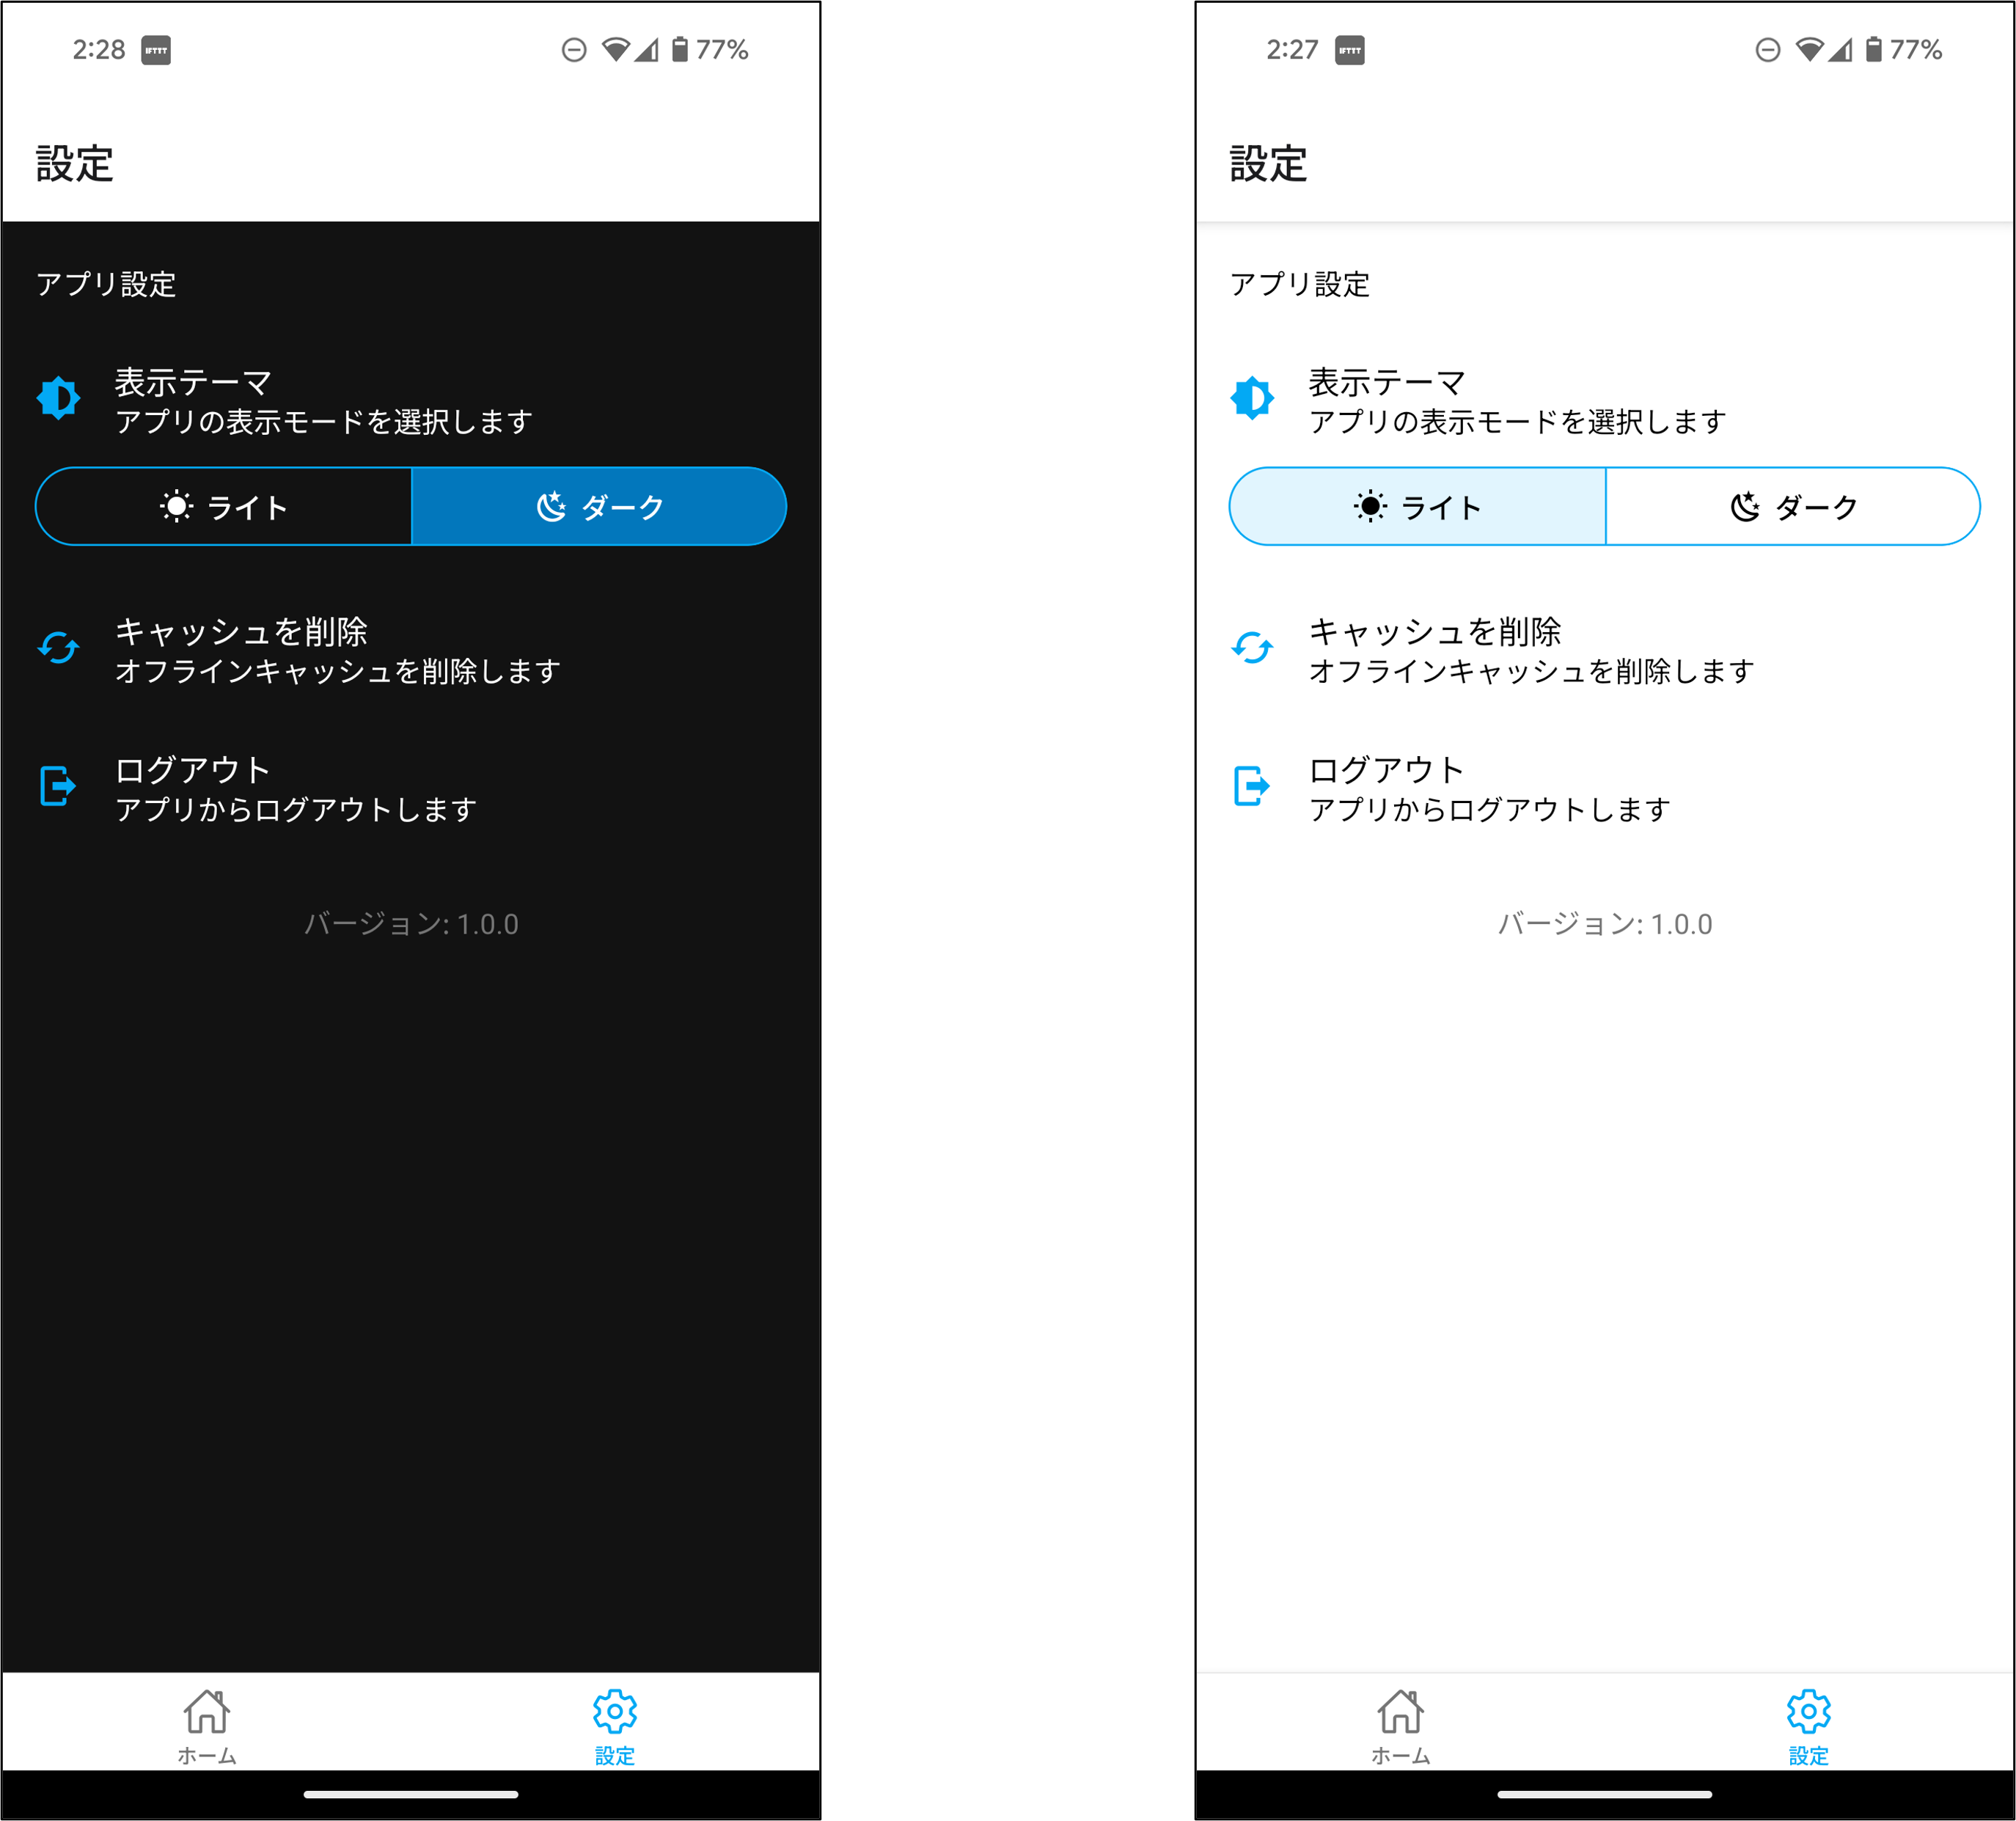 2:28 IFTTT 77%
設定
アプリ設定
表示テーマ
アプリの表示モードを選択します
ライト ダーク
キャッシュを削除
オフラインキャッシュを削除します
ログアウト
アプリからログアウトします
バージョン: 1.0.0
ホーム 設定
2:27 IFTTT 77%
設定
アプリ設定
表示テーマ
アプリの表示モードを選択します
ライト ダーク
キャッシュを削除
オフラインキャッシュを削除します
ログアウト
アプリからログアウトします
バージョン: 1.0.0
ホーム 設定